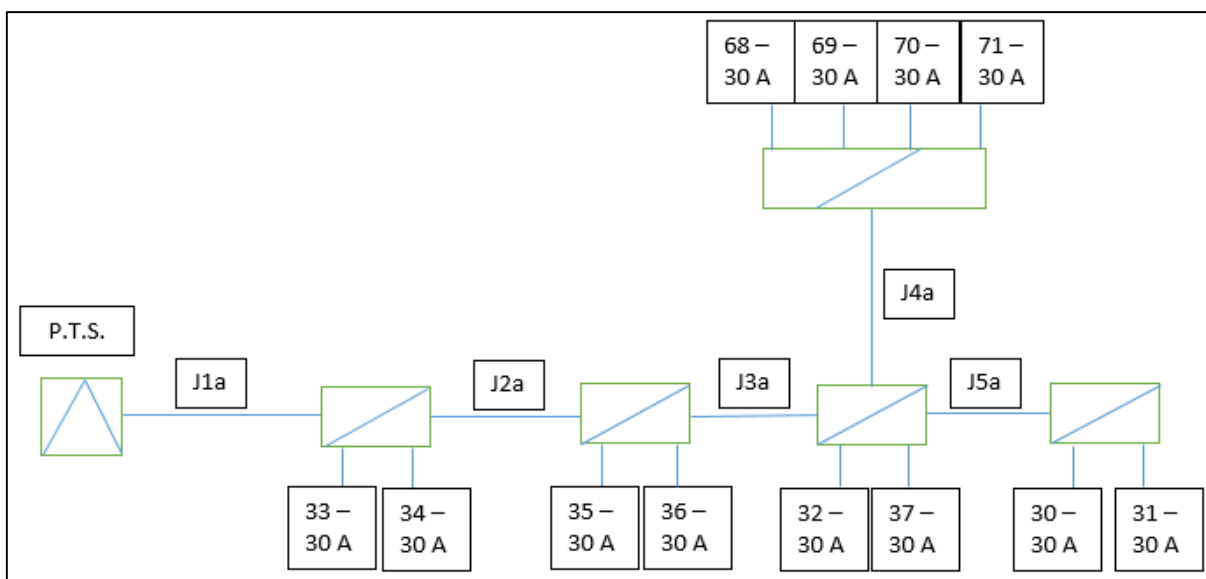 68 –
30 A
69 –
30 A
70 –
30 A
71 –
30 A
J4a
P.T.S.
J1a
J2a
J3a
J5a
33 –
30 A
34 –
30 A
35 –
30 A
36 –
30 A
32 –
30 A
37 –
30 A
30 –
30 A
31 –
30 A